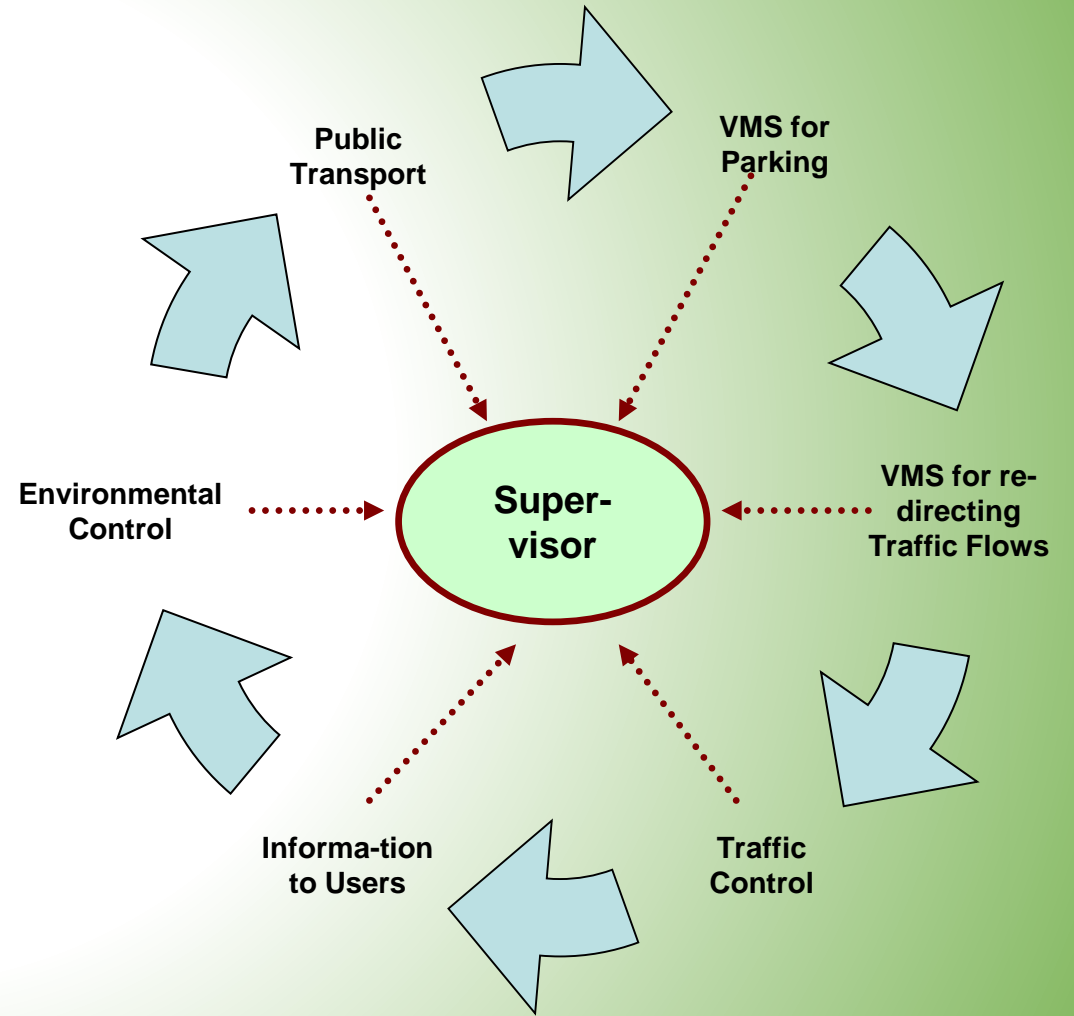 Public
Transport
VMS for
Parking
Environmental
Control
Super-
visor
VMS for re-
directing
Traffic Flows
Informa-tion
to Users
Traffic
Control